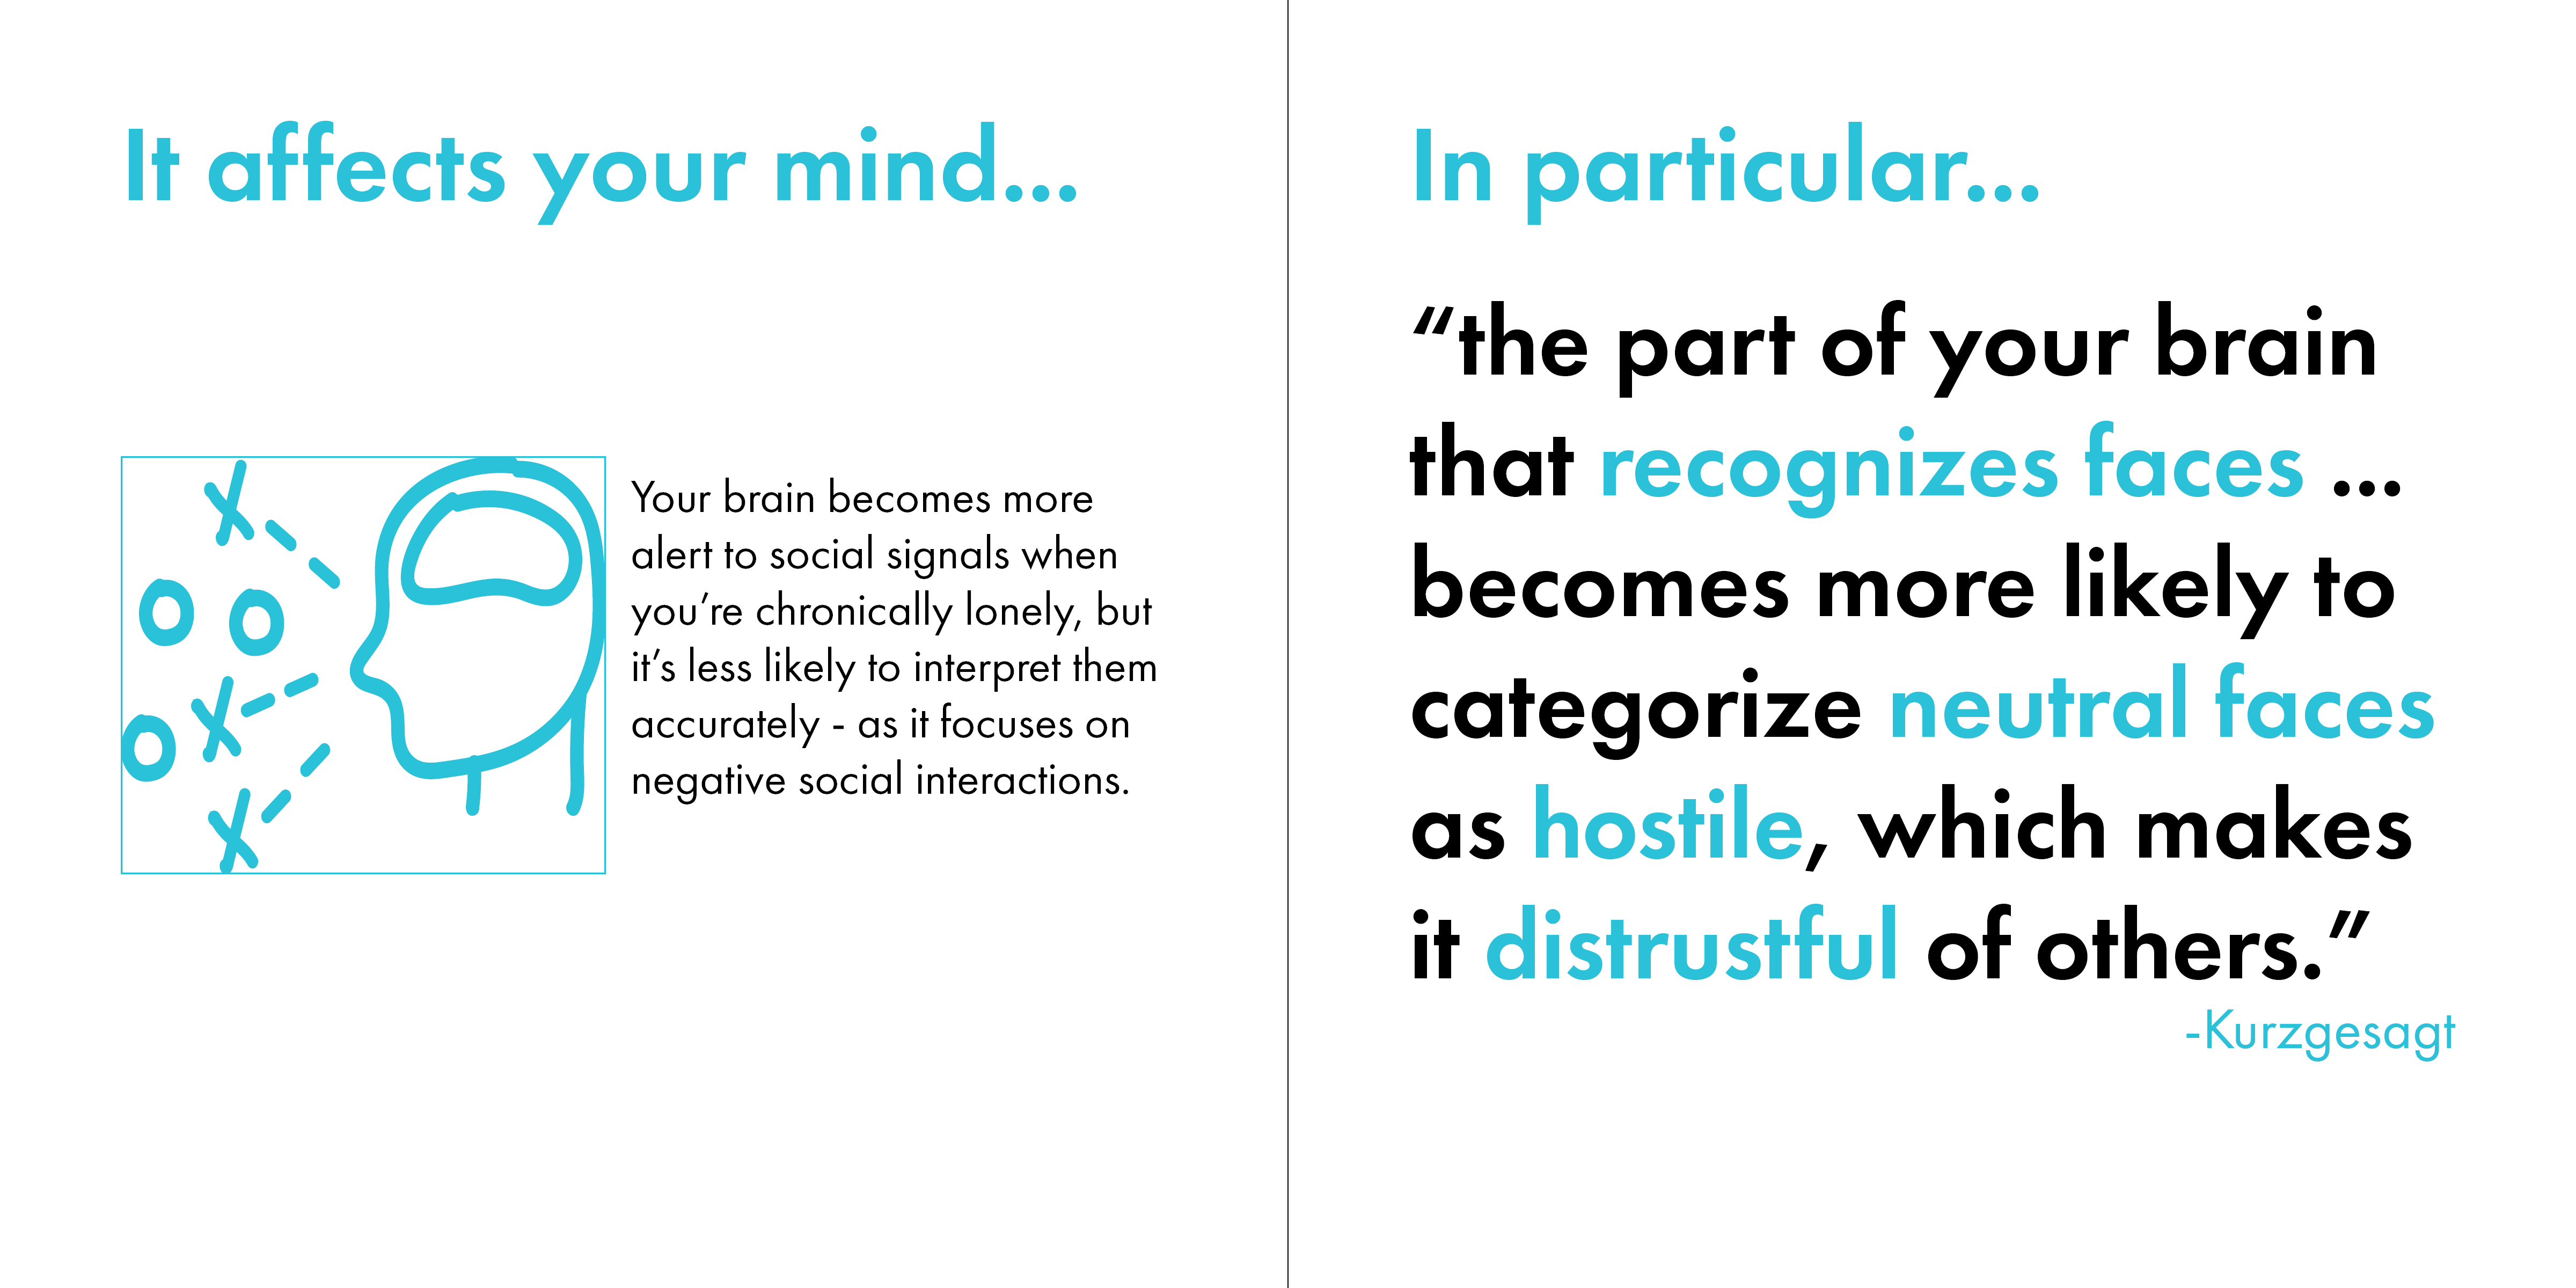 It affects your mind...
Your brain becomes more
alert to social signals when
you’re chronically lonely, but
it’s less likely to interpret them
accurately - as it focuses on
negative social interactions.
In particular...
“the part of your brain
that recognizes faces ...
becomes more likely to
categorize neutral faces
as hostile, which makes
it distrustful of others.”
-Kurzgesagt